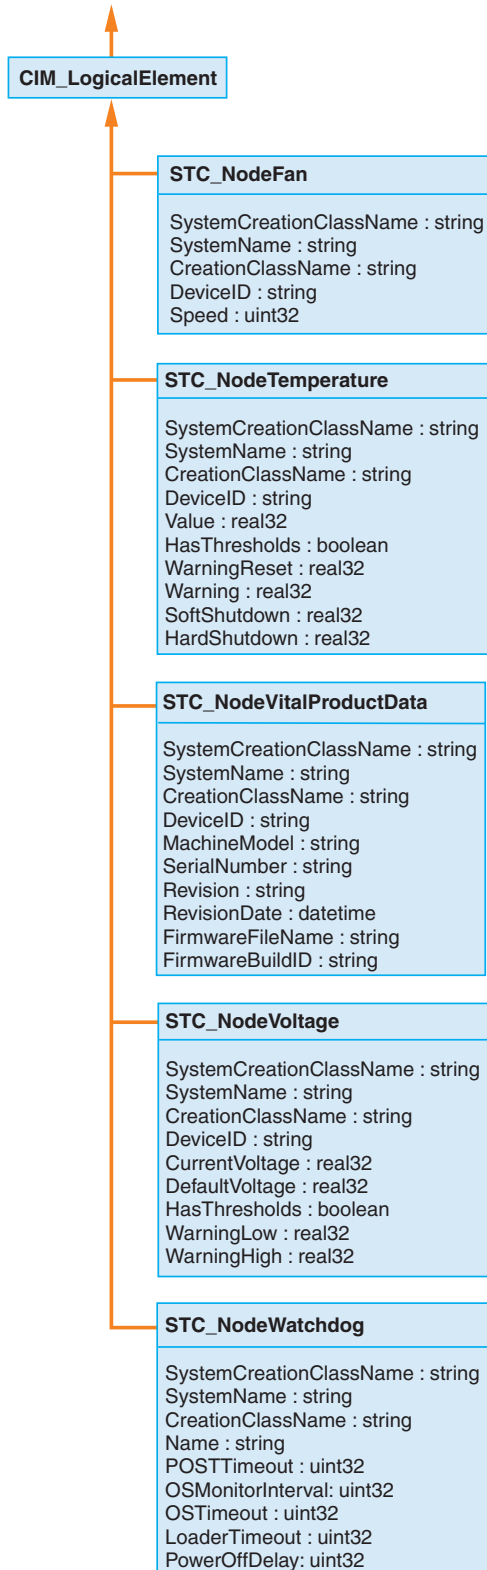 CIM_LogicalElement
STC_NodeFan
SystemCreationClassName : string
SystemName : string
CreationClassName : string
DeviceID : string
Speed : uint32
STC_NodeTemperature
SystemCreationClassName : string
SystemName : string
CreationClassName : string
DeviceID : string
Value : real32
HasThresholds : boolean
WarningReset : real32
Warning : real32
SoftShutdown : real32
HardShutdown : real32
STC_NodeVitalProductData
SystemCreationClassName : string
SystemName : string
CreationClassName : string
DeviceID : string
MachineModel : string
SerialNumber : string
Revision : string
RevisionDate : datetime
FirmwareFileName : string
FirmwareBuildID : string
STC_NodeVoltage
SystemCreationClassName : string
SystemName : string
CreationClassName : string
DeviceID : string
CurrentVoltage : real32
DefaultVoltage : real32
HasThresholds : boolean
WarningLow : real32
WarningHigh : real32
STC_NodeWatchdog
SystemCreationClassName : string
SystemName : string
CreationClassName : string
Name : string
POSTTimeout : uint32
OSMonitorInterval: uint32
OSTimeout : uint32
LoaderTimeout : uint32
PowerOffDelay: uint32